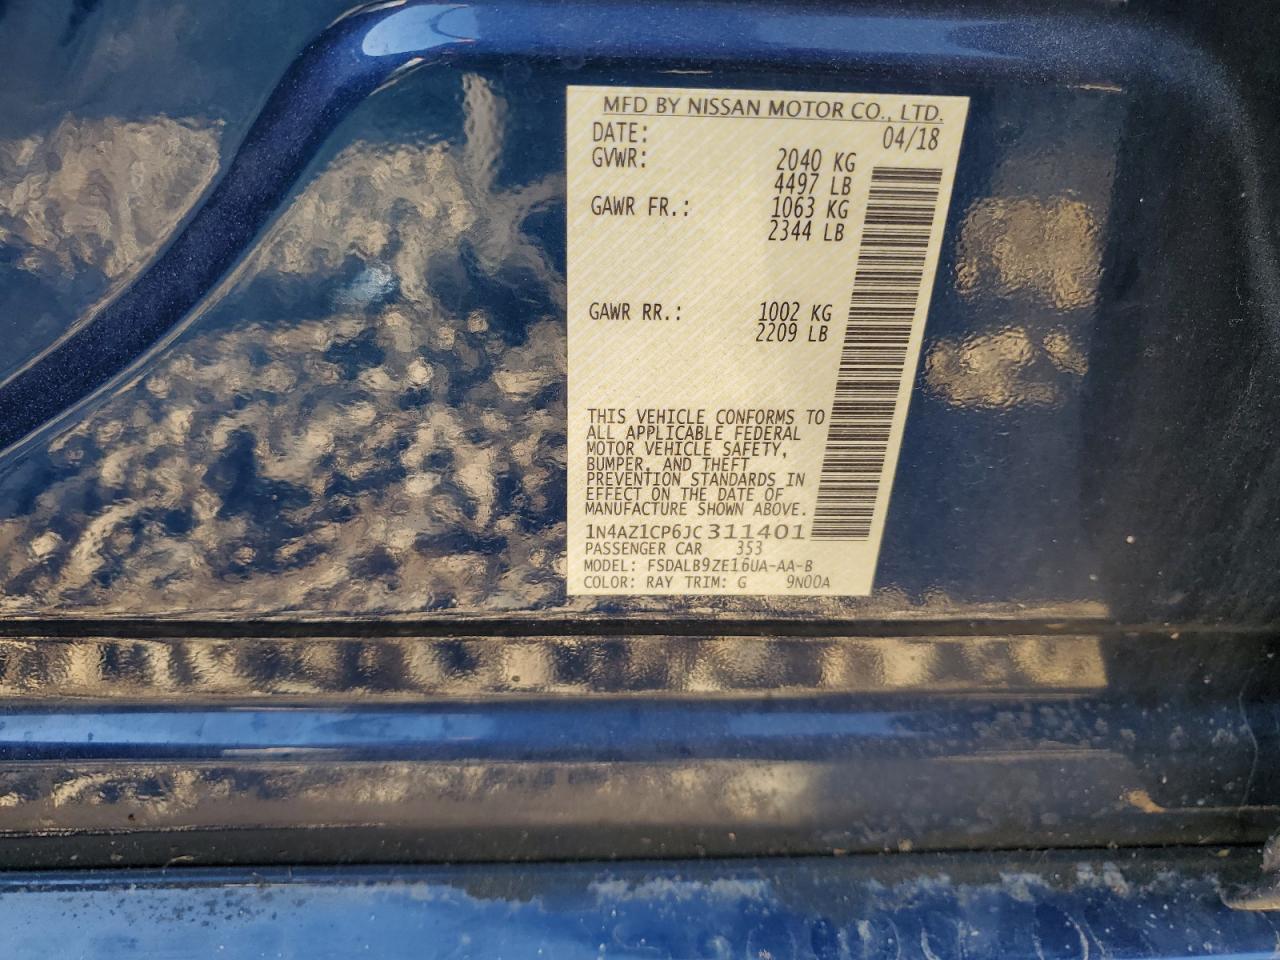 MFD BY NISSAN MOTOR CO., LTD.
DATE: 04/18
GVWR: 2040 KG
4497 LB
GAWR FR.: 1063 KG
2344 LB
GAWR RR.: 1002 KG
2209 LB
THIS VEHICLE CONFORMS TO
ALL APPLICABLE FEDERAL
MOTOR VEHICLE SAFETY,
BUMPER, AND THEFT
PREVENTION STANDARDS IN
EFFECT ON THE DATE OF
MANUFACTURE SHOWN ABOVE.
1N4AZ1CP6JC311401
PASSENGER CAR 353
MODEL: FSDALB9ZE16UA-AA-B
COLOR: RAY TRIM: G 9N00A